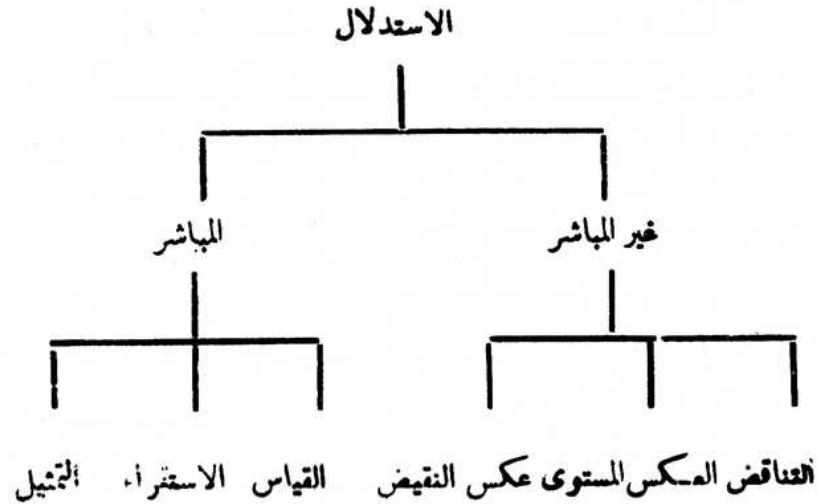 الاستدلال
غير المباشر المباشر
التناقض العكس المستوى عكس النقيض القياس الاستقراء التمثيل